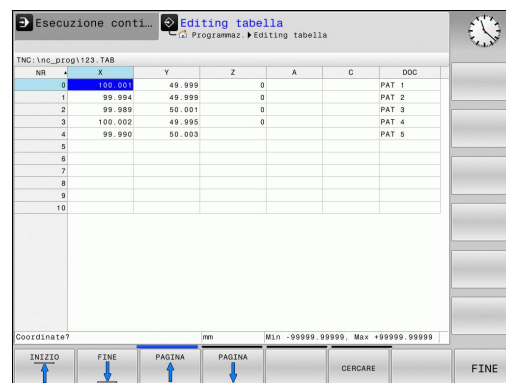 Esecuzione conti… Editing tabella
Programmaz. Editing tabella
TNC:\nc_prog\123.TAB
NR X Y Z A C DOC
0 100.001 49.999 0 PAT 1
1 99.994 49.999 0 PAT 2
2 99.989 50.001 0 PAT 3
3 100.002 49.995 0 PAT 4
4 99.990 50.003 PAT 5
5
6
7
8
9
10
Coordinate? mm Min -99999.99999, Max +99999.99999
INIZIO FINE PAGINA PAGINA CERCARE FINE